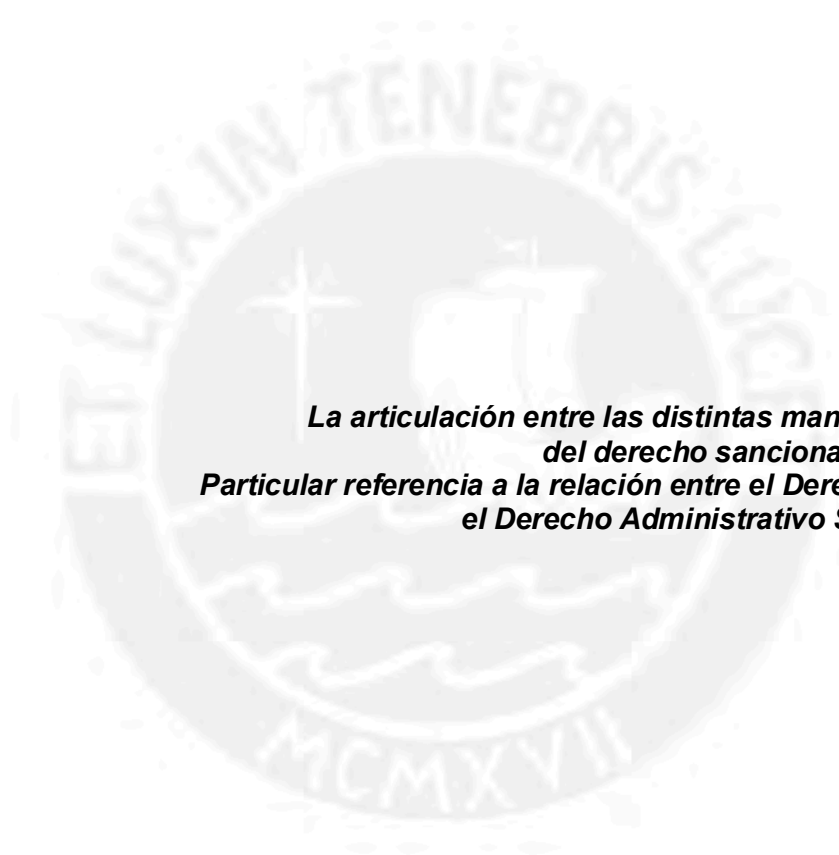 ET LUX IN TENEBRIS LUCE
La articulación entre las distintas man
del derecho sanciona
Particular referencia a la relación entre el Dere
el Derecho Administrativo S
MCMXVII